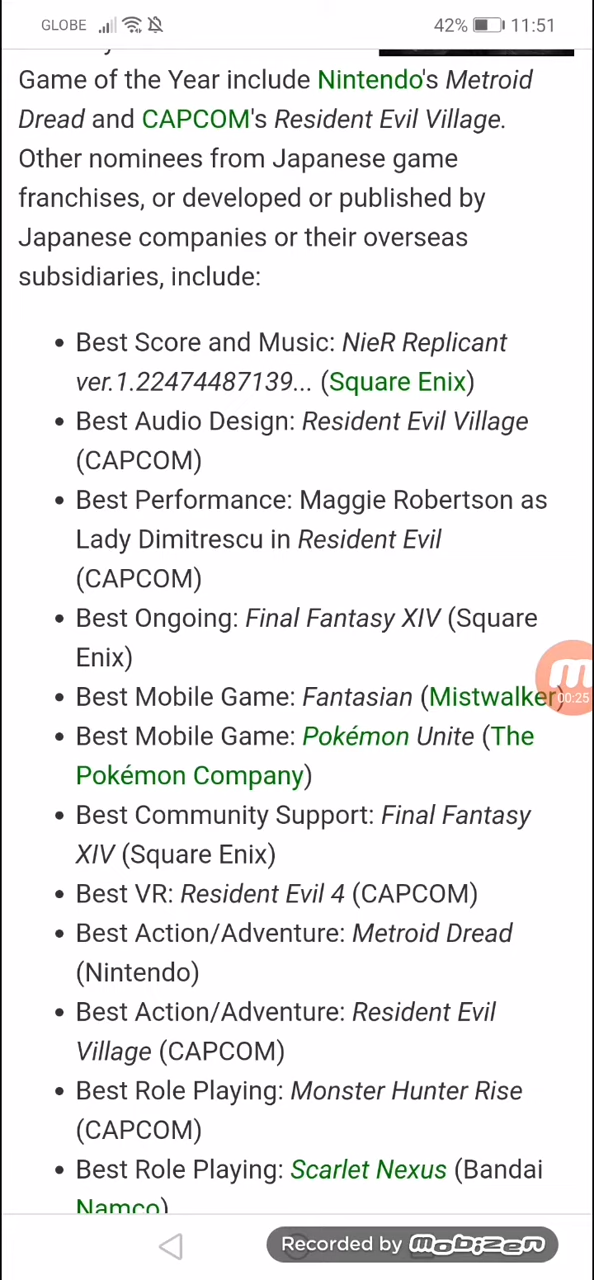 GLOBE 42% 11:51
Game of the Year include Nintendo's Metroid
Dread and CAPCOM's Resident Evil Village.
Other nominees from Japanese game
franchises, or developed or published by
Japanese companies or their overseas
subsidiaries, include:
• Best Score and Music: NieR Replicant
ver.1.22474487139... (Square Enix)
• Best Audio Design: Resident Evil Village
(CAPCOM)
• Best Performance: Maggie Robertson as
Lady Dimitrescu in Resident Evil
(CAPCOM)
• Best Ongoing: Final Fantasy XIV (Square
Enix)
• Best Mobile Game: Fantasian (Mistwalker)
00:25
• Best Mobile Game: Pokémon Unite (The
Pokémon Company)
• Best Community Support: Final Fantasy
XIV (Square Enix)
• Best VR: Resident Evil 4 (CAPCOM)
• Best Action/Adventure: Metroid Dread
(Nintendo)
• Best Action/Adventure: Resident Evil
Village (CAPCOM)
• Best Role Playing: Monster Hunter Rise
(CAPCOM)
• Best Role Playing: Scarlet Nexus (Bandai
Namco)
Recorded by mobizen